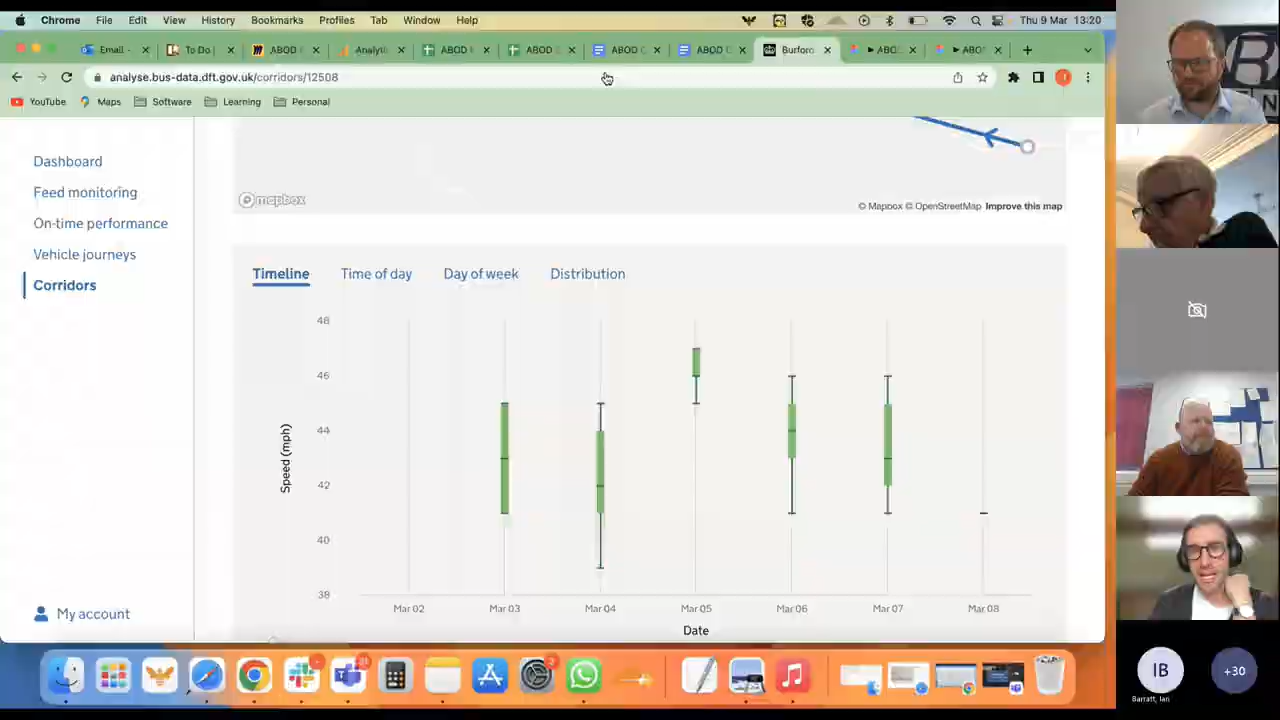 Chrome File Edit View History Bookmarks Profiles Tab Window Help Thu 9 Mar 13:20
Email - To Do | ABOD Analyti ABOD ABOD ABOD ABOD Burford ABO ABO
analyse.bus-data.dft.gov.uk/corridors/12508
YouTube Maps Software Learning Personal
Dashboard
Feed monitoring
On-time performance
Vehicle journeys
Corridors
My account
mapbox
© Mapbox © OpenStreetMap Improve this map
Timeline Time of day Day of week Distribution
48
46
44
42
40
38
Speed (mph)
Mar 02 Mar 03 Mar 04 Mar 05 Mar 06 Mar 07 Mar 08
Date
B
N
IB
Barratt, Ian
+30